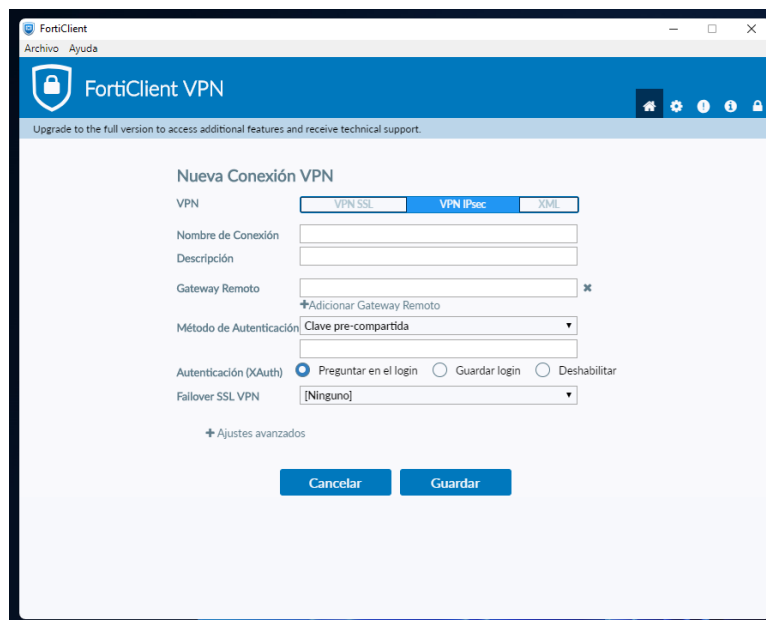 FortiClient
Archivo Ayuda
FortiClient VPN
Upgrade to the full version to access additional features and receive technical support.
Nueva Conexión VPN
VPN VPN SSL VPN IPsec XML
Nombre de Conexión
Descripción
Gateway Remoto
+Adicionar Gateway Remoto
Método de Autenticación Clave pre-compartida
Autenticación (XAuth) Preguntar en el login Guardar login Deshabilitar
Failover SSL VPN [Ninguno]
+ Ajustes avanzados
Cancelar Guardar